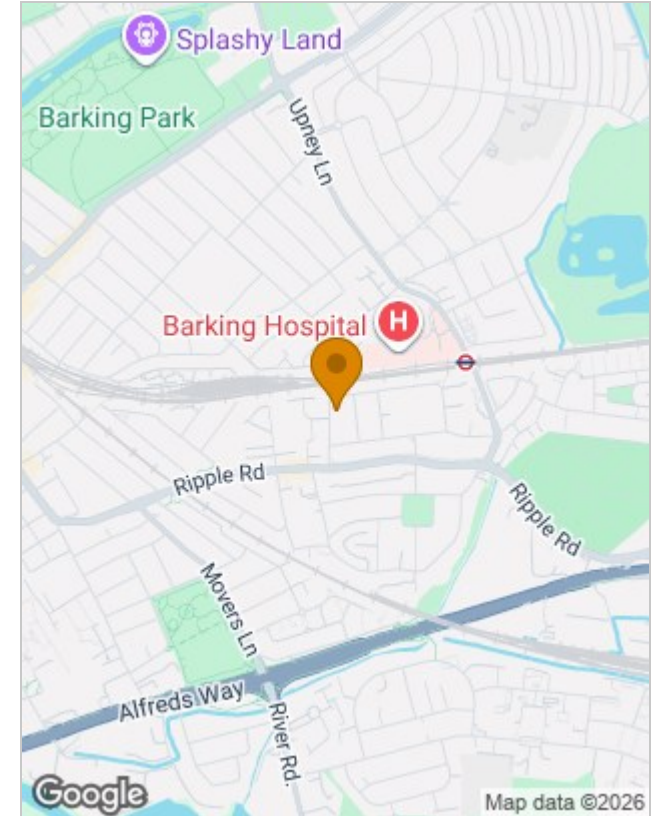 Splashy Land
Barking Park
Upney Ln
Barking Hospital
H
Ripple Rd
Ripple Rd
Movers Ln
Alfreds Way
River Rd.
Google
Map data ©2026